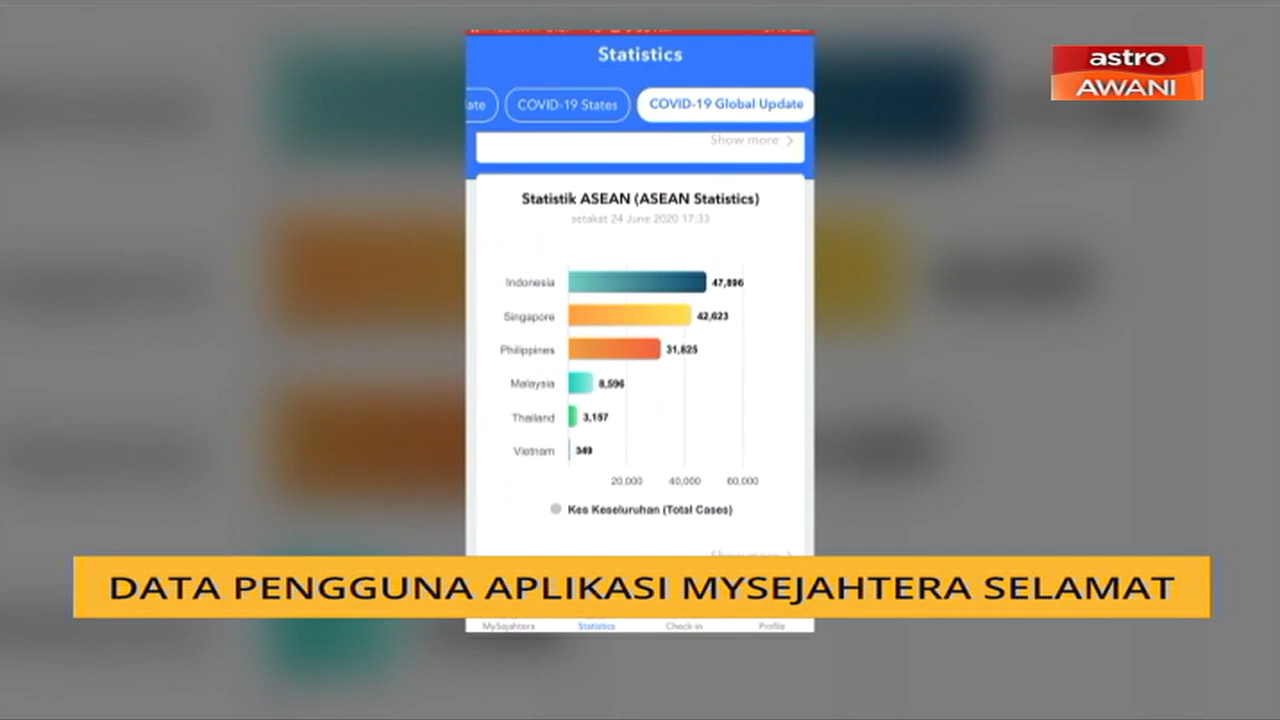 Statistics
astro
AWANI
ate
COVID-19 States
COVID-19 Global Update
Show more
Statistik ASEAN (ASEAN Statistics)
setakat 24 June 2020 17:33
Indonesia 47,896
Singapore 42,623
Philippines 31,825
Malaysia 8,596
Thailand 3,157
Vietnam 349
20,000 40,000 60,000
Kes Keseluruhan (Total Cases)
Show more
DATA PENGGUNA APLIKASI MYSEJAHTERA SELAMAT
MySejahtera Statistics Check-in Profile